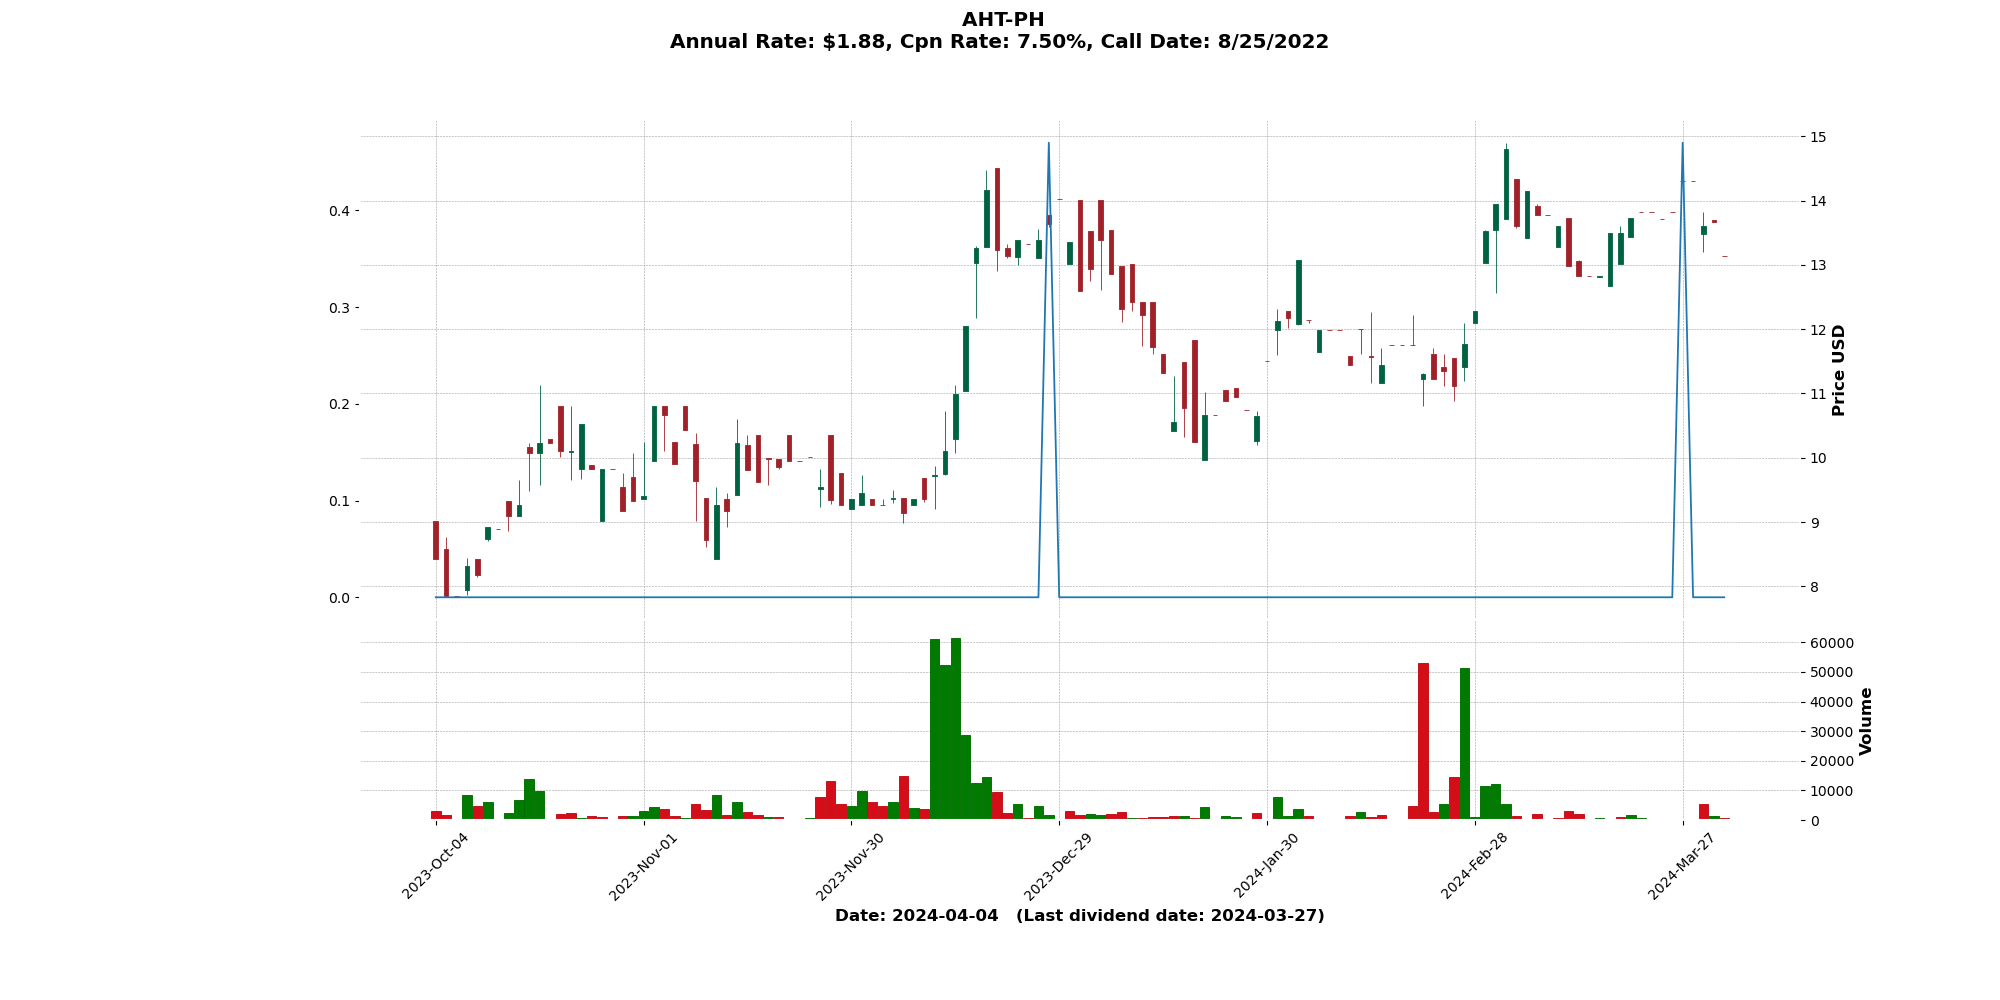 AHT-PH
Annual Rate: $1.88, Cpn Rate: 7.50%, Call Date: 8/25/2022
0.4
0.3
0.2
0.1
0.0
15
14
13
12
11
10
9
8
Price USD
60000
50000
40000
30000
20000
10000
0
Volume
2023-Oct-04
2023-Nov-01
2023-Nov-30
2023-Dec-29
2024-Jan-30
2024-Feb-28
2024-Mar-27
Date: 2024-04-04 (Last dividend date: 2024-03-27)